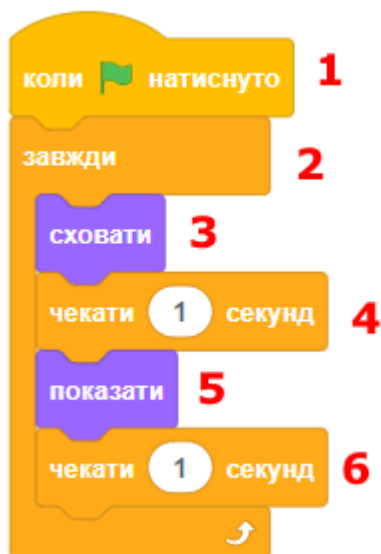 коли натиснуто 1
завжди 2
сховати 3
чекати 1 секунд 4
показати 5
чекати 1 секунд 6